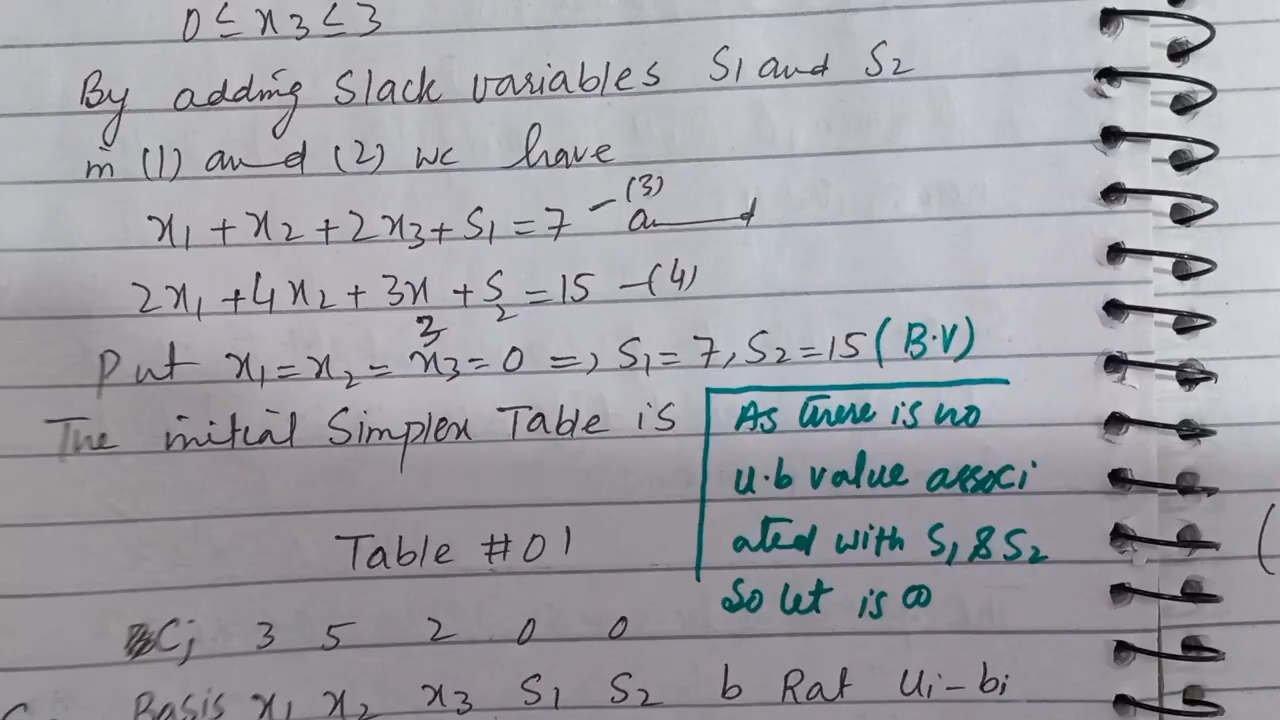 0 ≤ x3 ≤ 3
By adding Slack variables S1 and S2
in (1) and (2) we have
x1 + x2 + 2x3 + S1 = 7 —(3) and
2x1 + 4x2 + 3x3 + S2 = 15 —(4)
Put x1 = x2 = x3 = 0 => S1 = 7, S2 = 15 (B.V)
The initial Simplex Table is
As there is no
u.b value associ
ated with S1 & S2
So let is ∞
Table #01
Cj 3 5 2 0 0
Basis x1 x2 x3 S1 S2 b Rat Ui - bi